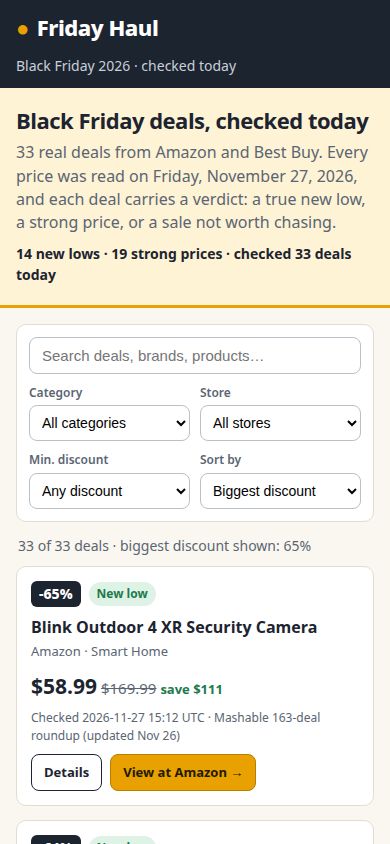 Friday Haul
Black Friday 2026 · checked today
Black Friday deals, checked today
33 real deals from Amazon and Best Buy. Every
price was read on Friday, November 27, 2026,
and each deal carries a verdict: a true new low,
a strong price, or a sale not worth chasing.
14 new lows · 19 strong prices · checked 33 deals
today
Search deals, brands, products…
Category
Store
All categories
All stores
Min. discount
Sort by
Any discount
Biggest discount
33 of 33 deals · biggest discount shown: 65%
-65%
New low
Blink Outdoor 4 XR Security Camera
Amazon · Smart Home
$58.99 $169.99 save $111
Checked 2026-11-27 15:12 UTC · Mashable 163-deal
roundup (updated Nov 26)
Details
View at Amazon →